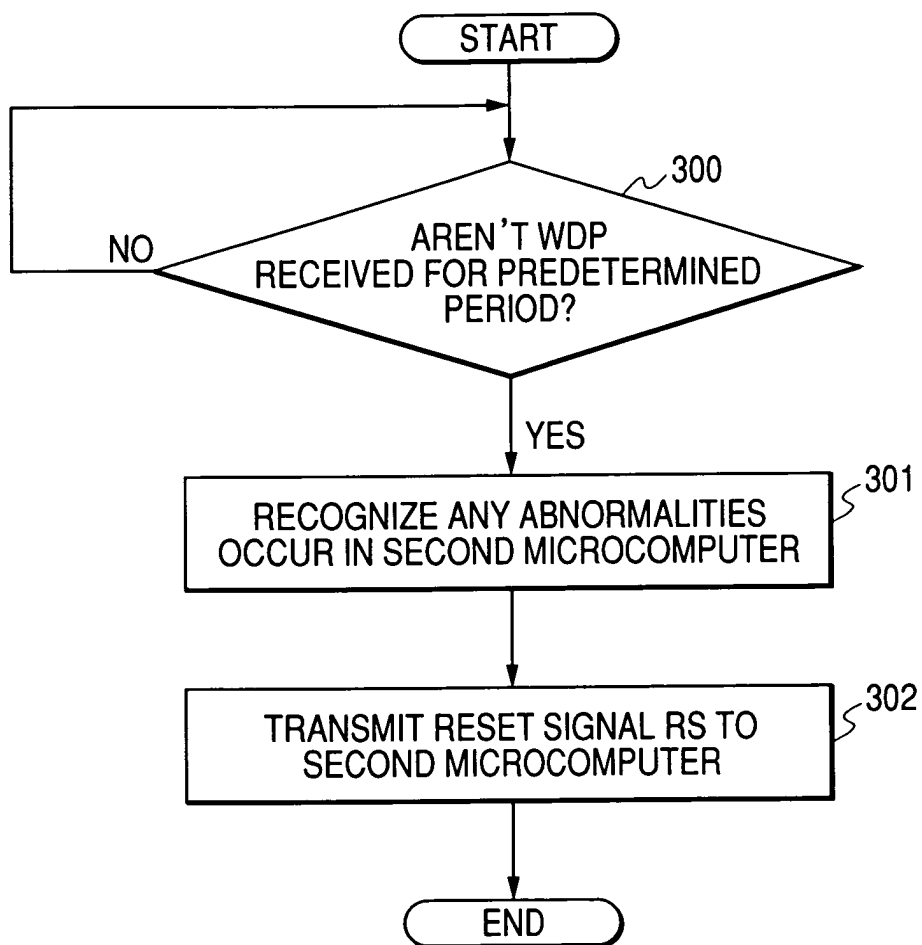 START
300
AREN'T WDP
RECEIVED FOR PREDETERMINED
PERIOD?
NO
YES
301
RECOGNIZE ANY ABNORMALITIES
OCCUR IN SECOND MICROCOMPUTER
302
TRANSMIT RESET SIGNAL RS TO
SECOND MICROCOMPUTER
END